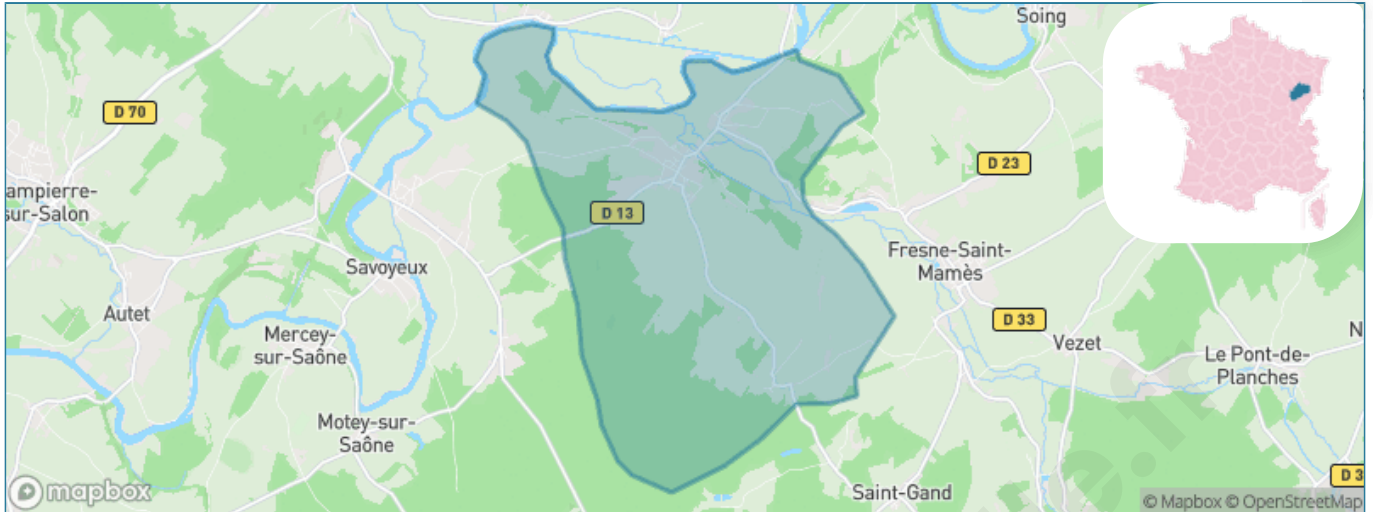 Soing
D 70
D 23
ampierre-
sur-Salon
D 13
Fresne-Saint-
Mamès
Savoyeux
Autet
D 33
Mercey-
sur-Saône
Vezet
N
Le Pont-de-
Planches
Motey-sur-
Saône
D 3
Saint-Gand
mapbox
© Mapbox © OpenStreetMap